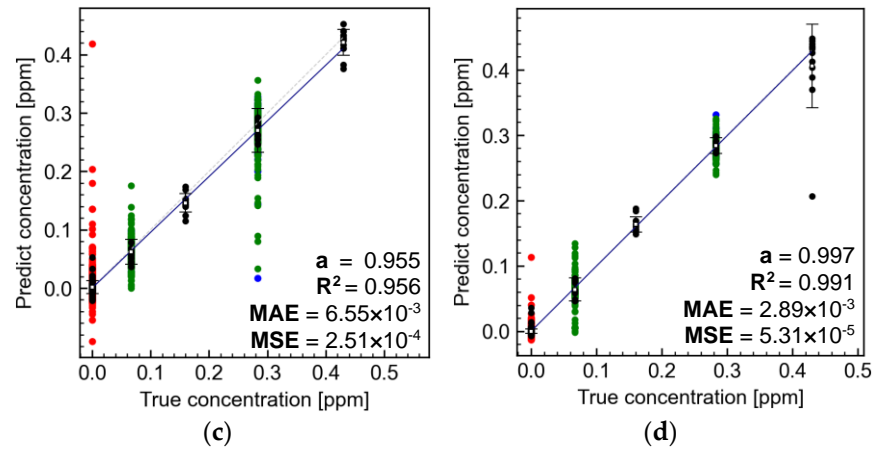 Predict concentration [ppm]
0.4
0.3
0.2
0.1
0.0
a = 0.955
R² = 0.956
MAE = 6.55×10⁻³
MSE = 2.51×10⁻⁴
0.0 0.1 0.2 0.3 0.4 0.5
True concentration [ppm]
(c)
Predict concentration [ppm]
0.4
0.3
0.2
0.1
0.0
a = 0.997
R² = 0.991
MAE = 2.89×10⁻³
MSE = 5.31×10⁻⁵
0.0 0.1 0.2 0.3 0.4 0.5
True concentration [ppm]
(d)